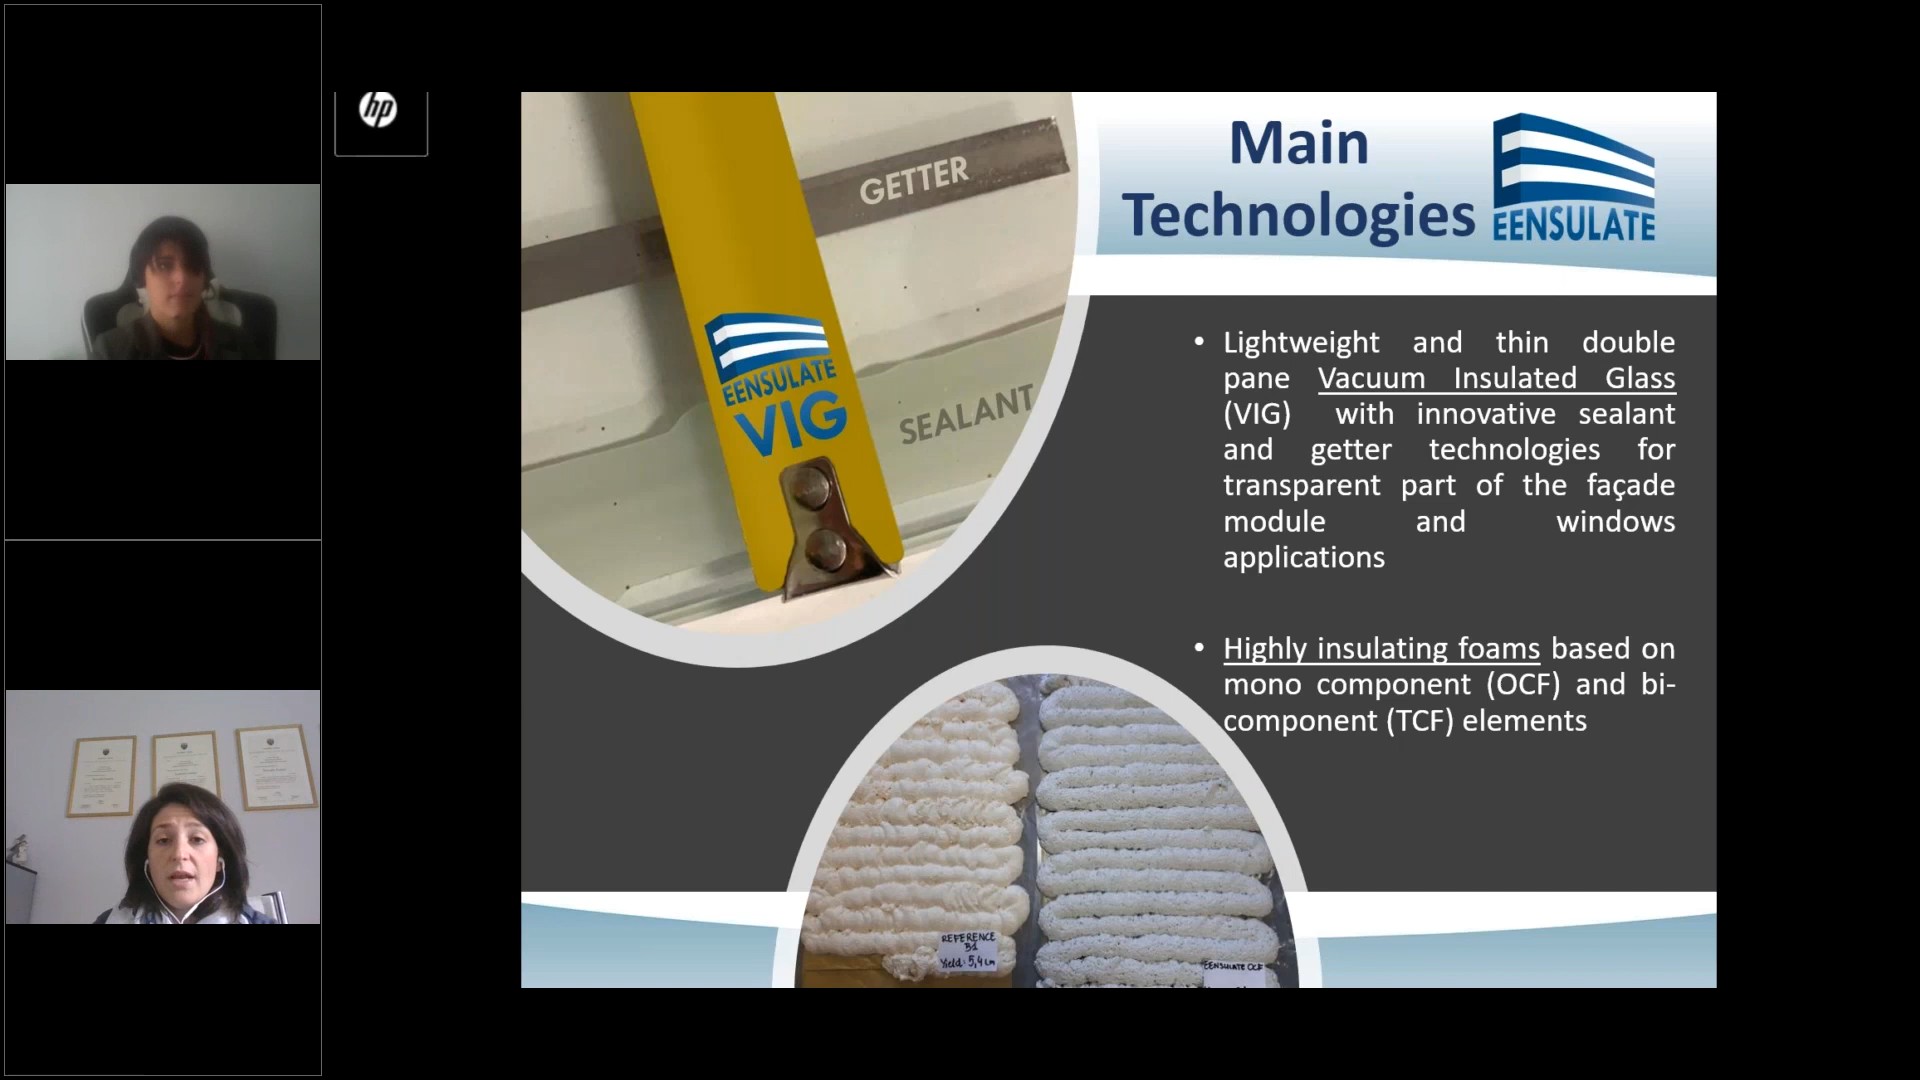 hp
GETTER
EENSULATE
VIG
SEALANT
Main
Technologies
EENSULATE
• Lightweight and thin double
pane Vacuum Insulated Glass
(VIG) with innovative sealant
and getter technologies for
transparent part of the façade
module and windows
applications
• Highly insulating foams based on
mono component (OCF) and bi-
component (TCF) elements
REFERENCE
B1
Yield: 5,4 cm
EENSULATE OCF